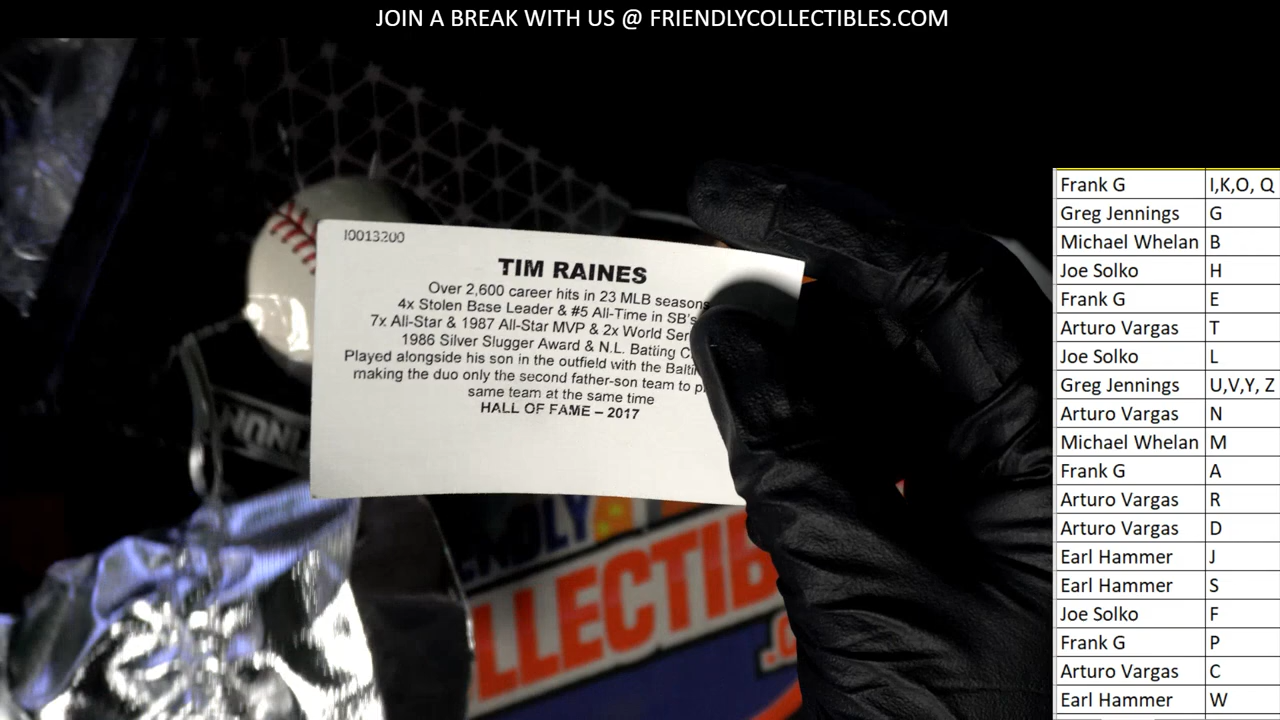 JOIN A BREAK WITH US @ FRIENDLYCOLLECTIBLES.COM
I0013200
TIM RAINES
Over 2,600 career hits in 23 MLB seasons
4x Stolen Base Leader & #5 All-Time in SB's
7x All-Star & 1987 All-Star MVP & 2x World Ser
1986 Silver Slugger Award & N.L. Batting C
Played alongside his son in the outfield with the Balti
making the duo only the second father-son team to p
same team at the same time
HALL OF FAME – 2017
NDLY
LLECTIB
.c
Frank G I,K,O, Q
Greg Jennings G
Michael Whelan B
Joe Solko H
Frank G E
Arturo Vargas T
Joe Solko L
Greg Jennings U,V,Y, Z
Arturo Vargas N
Michael Whelan M
Frank G A
Arturo Vargas R
Arturo Vargas D
Earl Hammer J
Earl Hammer S
Joe Solko F
Frank G P
Arturo Vargas C
Earl Hammer W